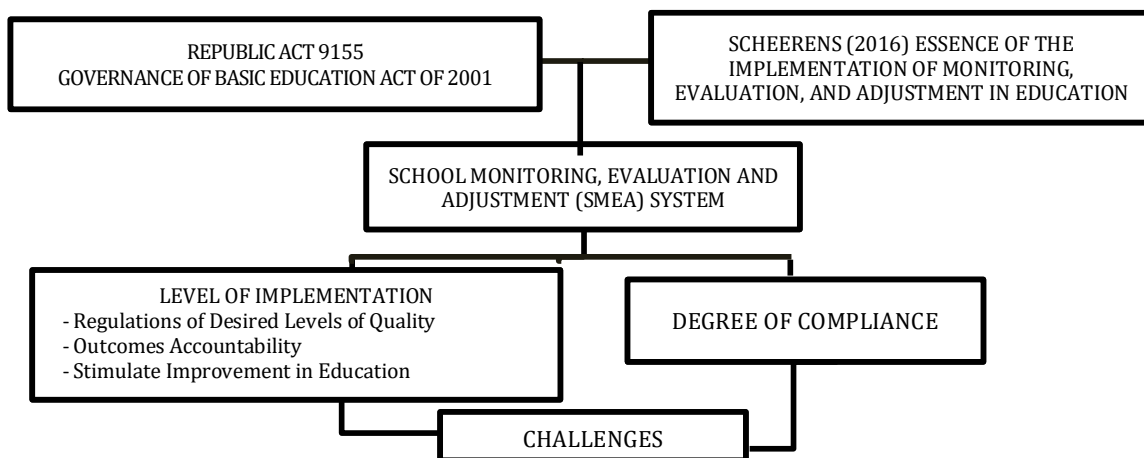 REPUBLIC ACT 9155
GOVERNANCE OF BASIC EDUCATION ACT OF 2001
SCHEERENS (2016) ESSENCE OF THE
IMPLEMENTATION OF MONITORING,
EVALUATION, AND ADJUSTMENT IN EDUCATION
SCHOOL MONITORING, EVALUATION AND
ADJUSTMENT (SMEA) SYSTEM
LEVEL OF IMPLEMENTATION
- Regulations of Desired Levels of Quality
- Outcomes Accountability
- Stimulate Improvement in Education
DEGREE OF COMPLIANCE
CHALLENGES